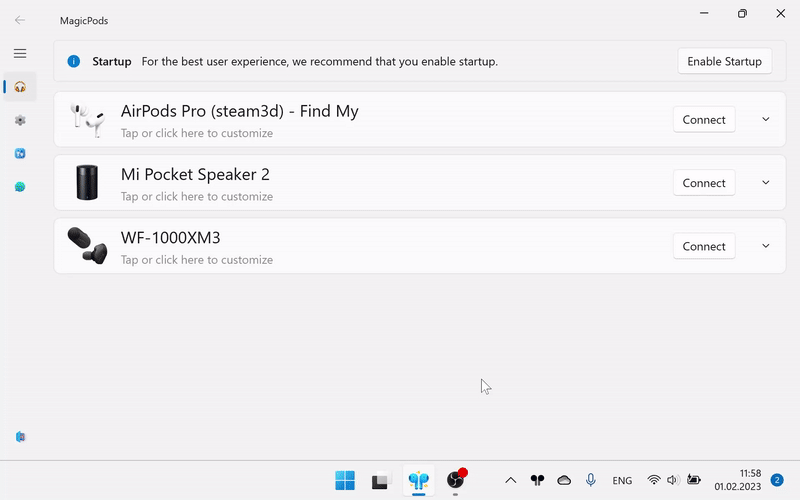 MagicPods
Startup For the best user experience, we recommend that you enable startup. Enable Startup
AirPods Pro (steam3d) - Find My
Tap or click here to customize
Connect
Mi Pocket Speaker 2
Tap or click here to customize
Connect
WF-1000XM3
Tap or click here to customize
Connect
ENG
11:58
01.02.2023
2